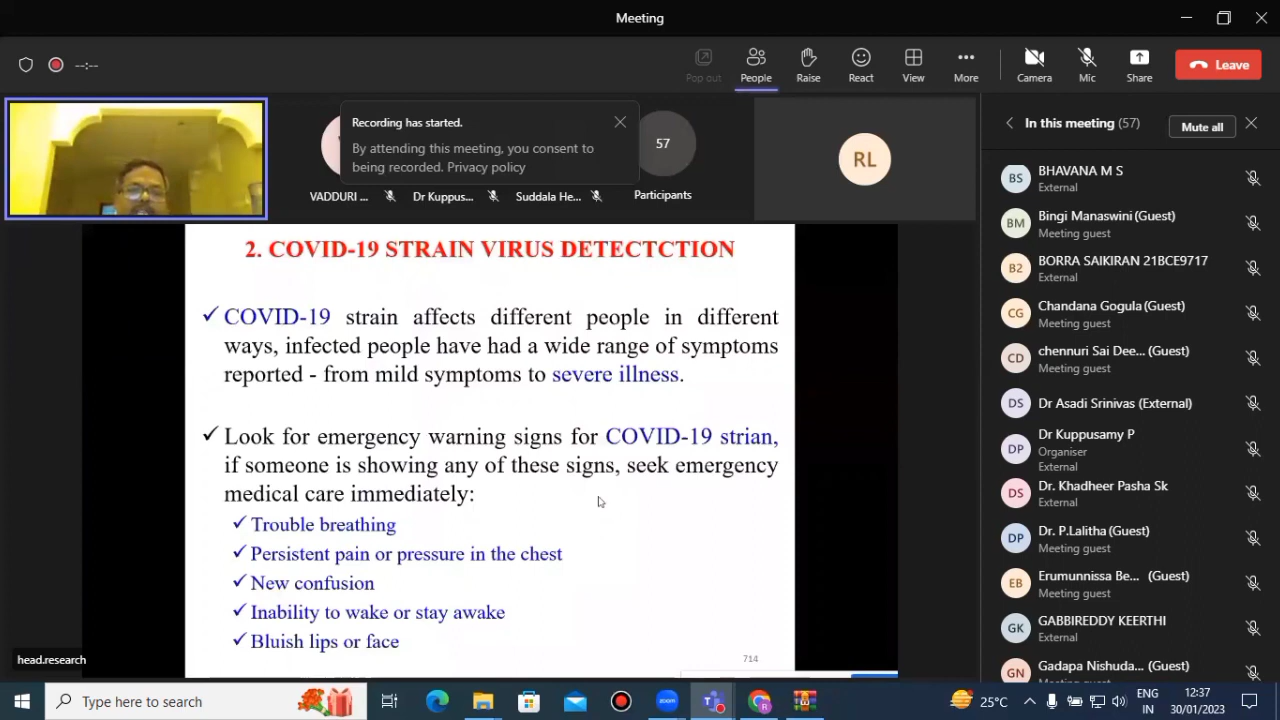 Meeting
--:--
Pop out
People
Raise
React
View
More
Camera
Mic
Share
Leave
Recording has started.
By attending this meeting, you consent to
being recorded. Privacy policy
VADDURI ...
Dr Kuppus...
Suddala He...
57
Participants
RL
In this meeting (57)
Mute all
BS
BHAVANA M S
External
BM
Bingi Manaswini (Guest)
Meeting guest
B2
BORRA SAIKIRAN 21BCE9717
External
CG
Chandana Gogula (Guest)
Meeting guest
CD
chennuri Sai Dee... (Guest)
Meeting guest
DS
Dr Asadi Srinivas (External)
DP
Dr Kuppusamy P
Organiser
External
DS
Dr. Khadheer Pasha Sk
External
DP
Dr. P.Lalitha (Guest)
Meeting guest
EB
Erumunnissa Be... (Guest)
Meeting guest
GK
GABBIREDDY KEERTHI
External
GN
Gadapa Nishuda... (Guest)
Meeting guest
2. COVID-19 STRAIN VIRUS DETECTCTION
✓ COVID-19 strain affects different people in different
ways, infected people have had a wide range of symptoms
reported - from mild symptoms to severe illness.
✓ Look for emergency warning signs for COVID-19 strian,
if someone is showing any of these signs, seek emergency
medical care immediately:
✓ Trouble breathing
✓ Persistent pain or pressure in the chest
✓ New confusion
✓ Inability to wake or stay awake
✓ Bluish lips or face
714
head.research
Type here to search
zoom
25°C
ENG
IN
12:37
30/01/2023